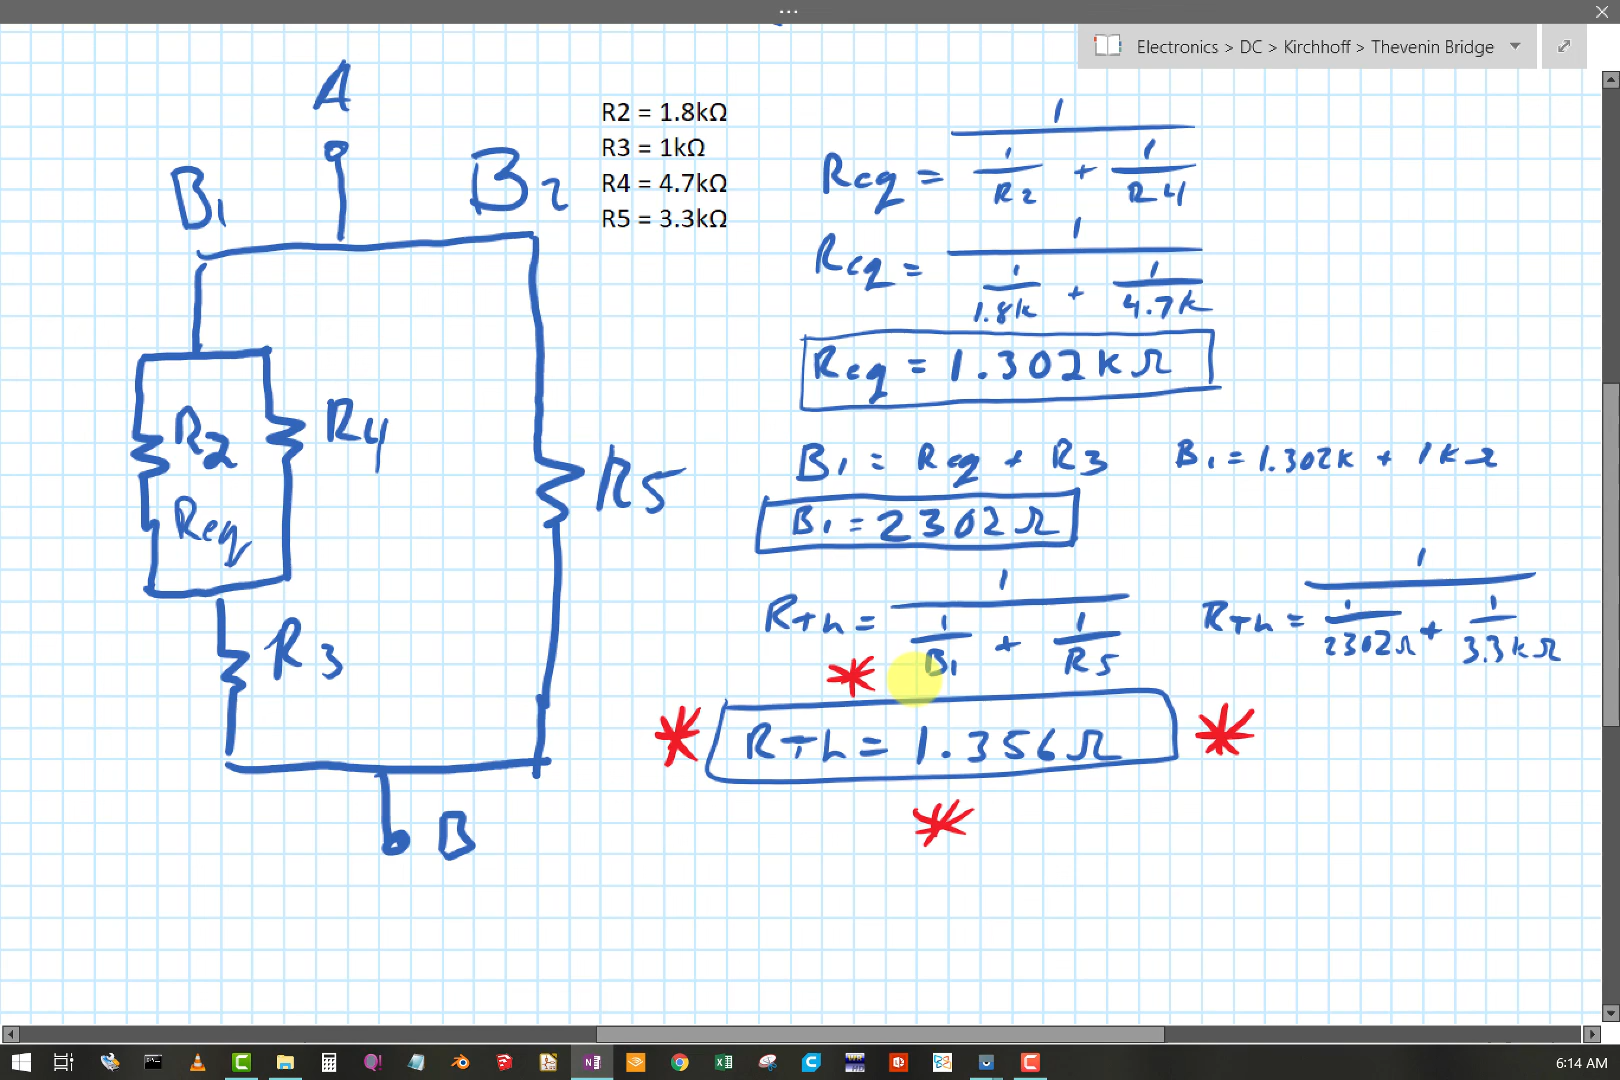 Electronics > DC > Kirchhoff > Thevenin Bridge
A
B1
B2
R2 = 1.8kΩ
R3 = 1kΩ
R4 = 4.7kΩ
R5 = 3.3kΩ
R2
Req
R4
R5
R3
B
Req = 1 / (1/R2 + 1/R4)
Req = 1 / (1/1.8k + 1/4.7k)
Req = 1.302kΩ
B1 = Req + R3
B1 = 1.302k + 1kΩ
B1 = 2302Ω
RTh = 1 / (1/B1 + 1/R5)
RTh = 1 / (1/2302Ω + 1/3.3kΩ)
RTh = 1.356Ω
6:14 AM